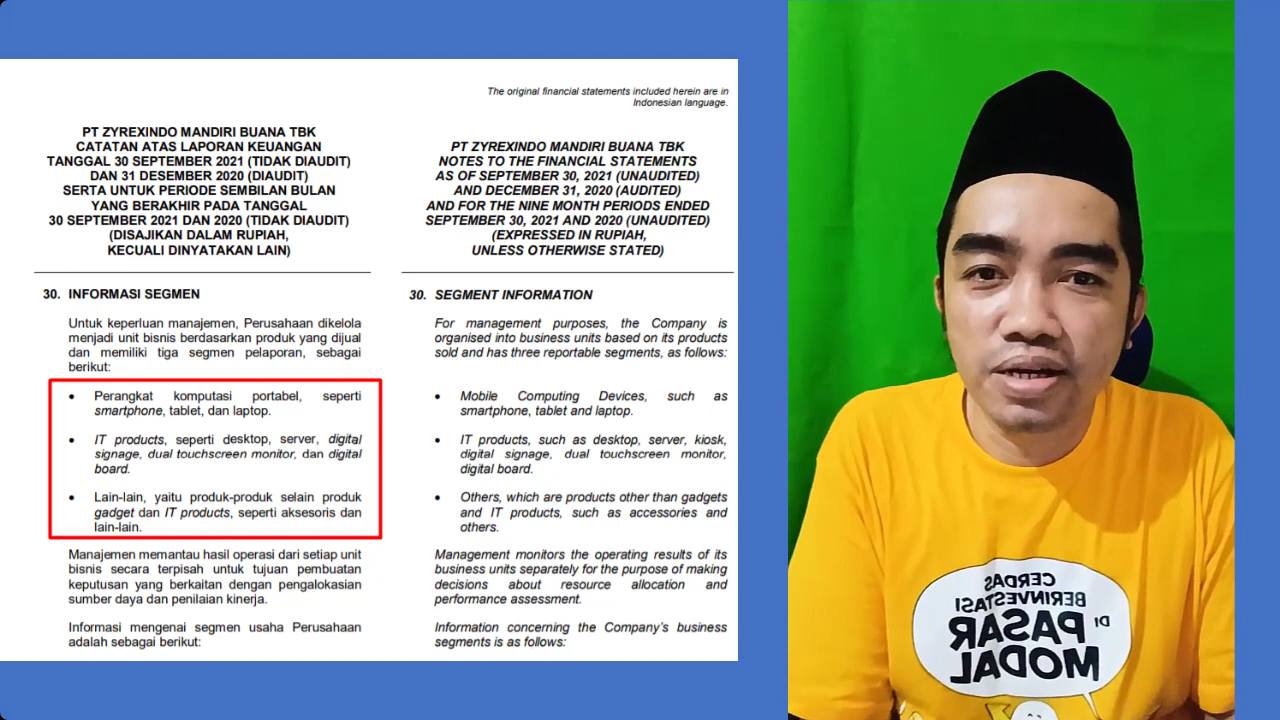 The original financial statements included herein are in
Indonesian language.
PT ZYREXINDO MANDIRI BUANA TBK
CATATAN ATAS LAPORAN KEUANGAN
TANGGAL 30 SEPTEMBER 2021 (TIDAK DIAUDIT)
DAN 31 DESEMBER 2020 (DIAUDIT)
SERTA UNTUK PERIODE SEMBILAN BULAN
YANG BERAKHIR PADA TANGGAL
30 SEPTEMBER 2021 DAN 2020 (TIDAK DIAUDIT)
(DISAJIKAN DALAM RUPIAH,
KECUALI DINYATAKAN LAIN)
30. INFORMASI SEGMEN
Untuk keperluan manajemen, Perusahaan dikelola
menjadi unit bisnis berdasarkan produk yang dijual
dan memiliki tiga segmen pelaporan, sebagai
berikut:
• Perangkat komputasi portabel, seperti
smartphone, tablet, dan laptop.
• IT products, seperti desktop, server, digital
signage, dual touchscreen monitor, dan digital
board.
• Lain-lain, yaitu produk-produk selain produk
gadget dan IT products, seperti aksesoris dan
lain-lain.
Manajemen memantau hasil operasi dari setiap unit
bisnis secara terpisah untuk tujuan pembuatan
keputusan yang berkaitan dengan pengalokasian
sumber daya dan penilaian kinerja.
Informasi mengenai segmen usaha Perusahaan
adalah sebagai berikut:
PT ZYREXINDO MANDIRI BUANA TBK
NOTES TO THE FINANCIAL STATEMENTS
AS OF SEPTEMBER 30, 2021 (UNAUDITED)
AND DECEMBER 31, 2020 (AUDITED)
AND FOR THE NINE MONTH PERIODS ENDED
SEPTEMBER 30, 2021 AND 2020 (UNAUDITED)
(EXPRESSED IN RUPIAH,
UNLESS OTHERWISE STATED)
30. SEGMENT INFORMATION
For management purposes, the Company is
organised into business units based on its products
sold and has three reportable segments, as follows:
• Mobile Computing Devices, such as
smartphone, tablet and laptop.
• IT products, such as desktop, server, kiosk,
digital signage, dual touchscreen monitor,
digital board.
• Others, which are products other than gadgets
and IT products, such as accessories and
others.
Management monitors the operating results of its
business units separately for the purpose of making
decisions about resource allocation and
performance assessment.
Information concerning the Company's business
segments is as follows:
CERDAS
BERINVESTASI
DI PASAR
MODAL